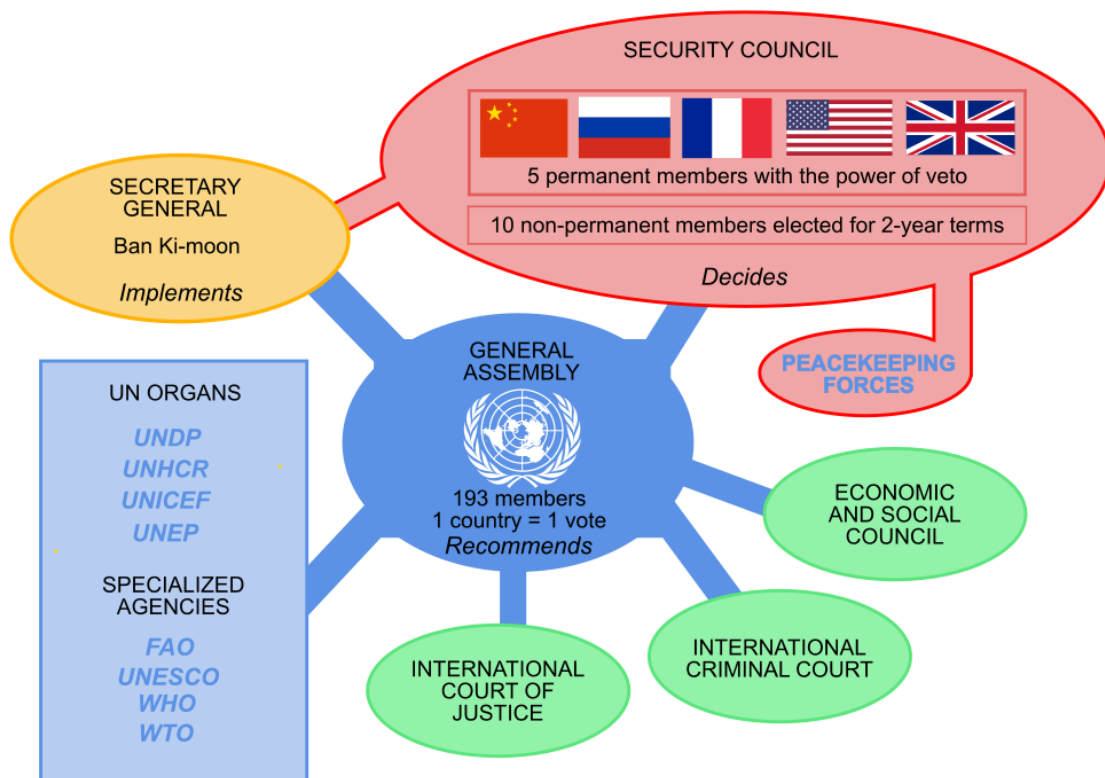 SECURITY COUNCIL
5 permanent members with the power of veto
10 non-permanent members elected for 2-year terms
Decides
SECRETARY
GENERAL
Ban Ki-moon
Implements
GENERAL
ASSEMBLY
193 members
1 country = 1 vote
Recommends
PEACEKEEPING
FORCES
UN ORGANS
UNDP
UNHCR
UNICEF
UNEP
SPECIALIZED
AGENCIES
FAO
UNESCO
WHO
WTO
ECONOMIC
AND SOCIAL
COUNCIL
INTERNATIONAL
CRIMINAL COURT
INTERNATIONAL
COURT OF
JUSTICE